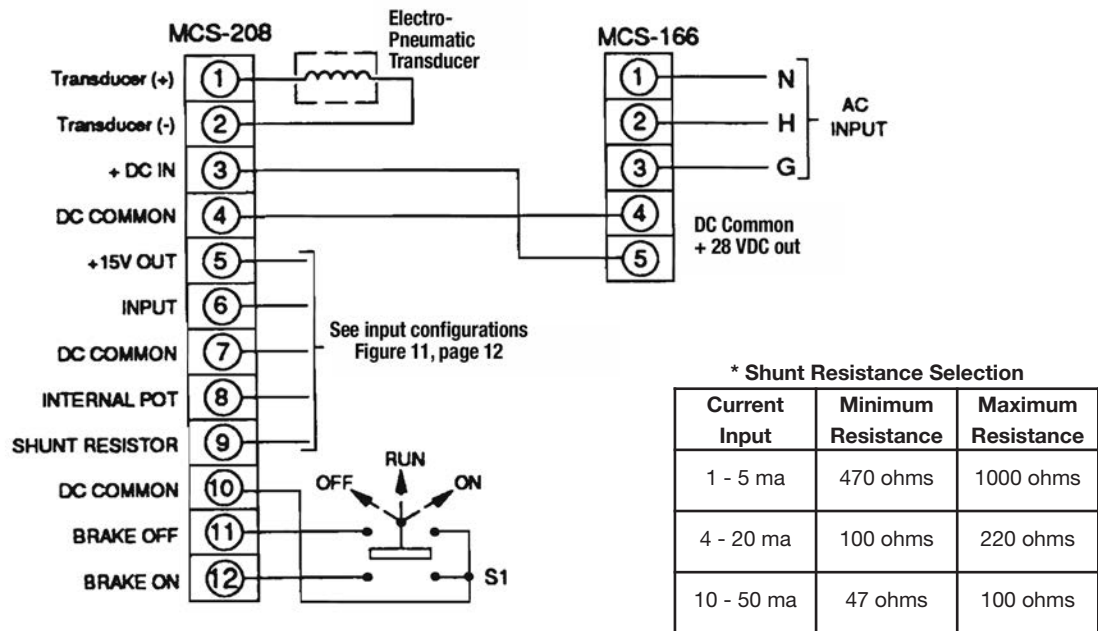 MCS-208
Transducer (+)
1
Transducer (-)
2
+ DC IN
3
DC COMMON
4
+15V OUT
5
INPUT
6
DC COMMON
7
INTERNAL POT
8
SHUNT RESISTOR
9
DC COMMON
10
BRAKE OFF
11
BRAKE ON
12
Electro-
Pneumatic
Transducer
MCS-166
1
N
2
H
3
G
AC
INPUT
4
5
DC Common
+ 28 VDC out
See input configurations
Figure 11, page 12
OFF
RUN
ON
S1
* Shunt Resistance Selection
Current Input
Minimum Resistance
Maximum Resistance
1 - 5 ma
470 ohms
1000 ohms
4 - 20 ma
100 ohms
220 ohms
10 - 50 ma
47 ohms
100 ohms